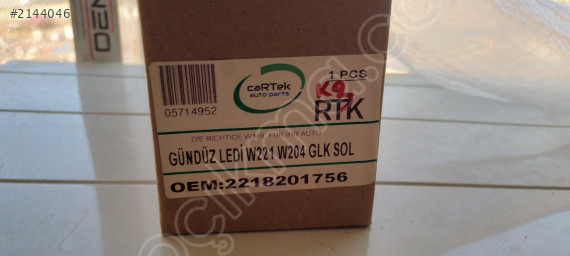 #2144046
OEN
caRTek
auto parts
1 PCS
K9
RTK
05714952
DIE RICHTIGE WAHL FÜR IHR AUTO
GÜNDÜZ LEDİ W221 W204 GLK SOL
OEM:2218201756